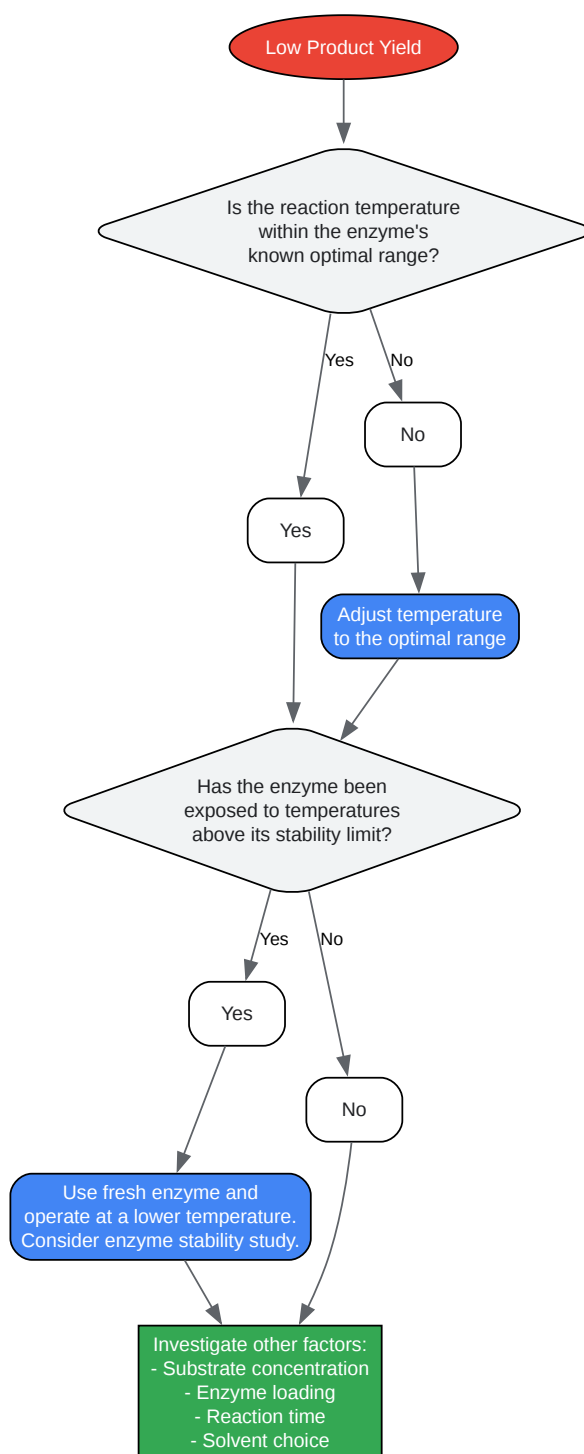 Low Product Yield
Is the reaction temperature
within the enzyme's
known optimal range?
Yes
No
No
Yes
Adjust temperature
to the optimal range
Has the enzyme been
exposed to temperatures
above its stability limit?
Yes
No
Yes
No
Use fresh enzyme and
operate at a lower temperature.
Consider enzyme stability study.
Investigate other factors:
- Substrate concentration
- Enzyme loading
- Reaction time
- Solvent choice